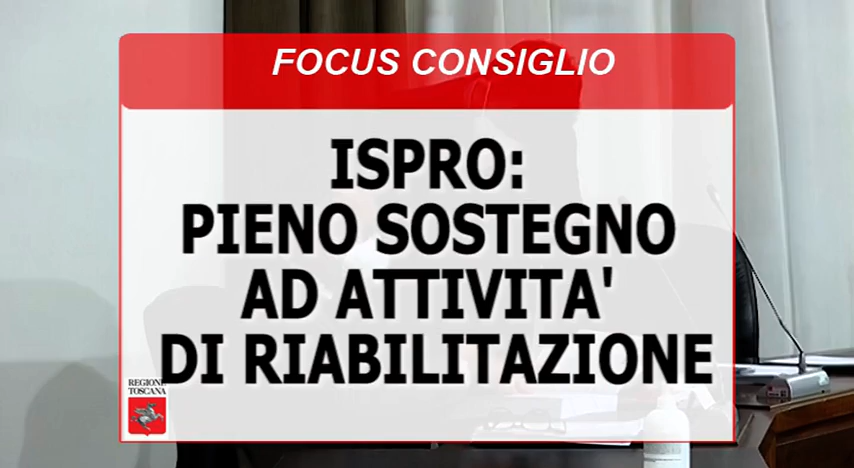 FOCUS CONSIGLIO
ISPRO:
PIENO SOSTEGNO
AD ATTIVITA'
DI RIABILITAZIONE
REGIONE
TOSCANA